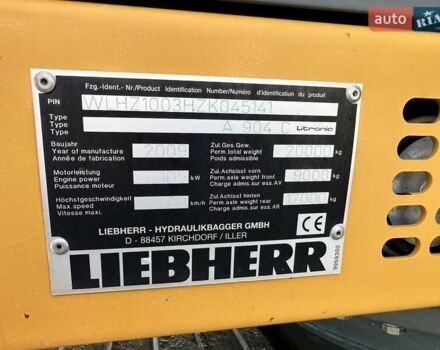 auto RIA
Fzg.-Ident.- Nr./Product Identification Number/Numéro d'identification du produit
PIN WLHZ1003HZK045141
Type
Type A 904 C Litronic
Type
Baujahr
Year of manufacture 2009
Année de fabrication
Zul.Ges.Gew.
Perm.total weight 20000 kg
Poids admissible
Motorleistung
Engine power kW
Puissance moteur
Zul.Achslast vorn
Perm.axle weight front 9000 kg
Charge admiss.sur ess.AV
Höchstgeschwindigkeit
Max speed
Vitesse maxi.
Zul.Achslast hinten
Perm.axle weight rear 12000 kg
Charge admiss.sur ess.AR
LIEBHERR - HYDRAULIKBAGGER GMBH
D - 88457 KIRCHDORF / ILLER
CE
LIEBHERR
9909350